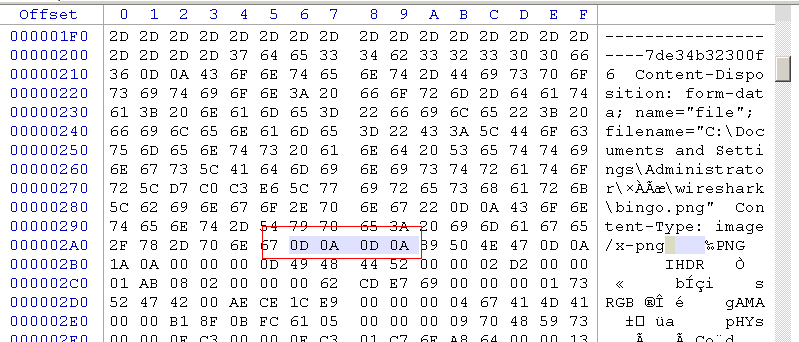 Offset 0 1 2 3 4 5 6 7 8 9 A B C D E F
000001F0 2D 2D 2D 2D 2D 2D 2D 2D 2D 2D 2D 2D 2D 2D 2D 2D ----------------
00000200 2D 2D 2D 2D 37 64 65 33 34 62 33 32 33 30 30 66 ----7de34b32300f
00000210 36 0D 0A 43 6F 6E 74 65 6E 74 2D 44 69 73 70 6F 6 Content-Dispo
00000220 73 69 74 69 6F 6E 3A 20 66 6F 72 6D 2D 64 61 74 sition: form-dat
00000230 61 3B 20 6E 61 6D 65 3D 22 66 69 6C 65 22 3B 20 a; name="file";
00000240 66 69 6C 65 6E 61 6D 65 3D 22 43 3A 5C 44 6F 63 filename="C:\Doc
00000250 75 6D 65 6E 74 73 20 61 6E 64 20 53 65 74 74 69 uments and Setti
00000260 6E 67 73 5C 41 64 6D 69 6E 69 73 74 72 61 74 6F ngs\Administrato
00000270 72 5C D7 C0 C3 E6 5C 77 69 72 65 73 68 61 72 6B r\×ÀÃæ\wireshark
00000280 5C 62 69 6E 67 6F 2E 70 6E 67 22 0D 0A 43 6F 6E \bingo.png" Con
00000290 74 65 6E 74 2D 54 79 70 65 3A 20 69 6D 61 67 65 tent-Type: image
000002A0 2F 78 2D 70 6E 67 0D 0A 0D 0A 89 50 4E 47 0D 0A /x-png ‰PNG
000002B0 1A 0A 00 00 00 0D 49 48 44 52 00 00 02 D2 00 00 IHDR Ò
000002C0 01 AB 08 02 00 00 00 62 CD E7 69 00 00 00 01 73 « bÍçi s
000002D0 52 47 42 00 AE CE 1C E9 00 00 00 04 67 41 4D 41 RGB ®Î é gAMA
000002E0 00 00 B1 8F 0B FC 61 05 00 00 00 09 70 48 59 73 ±□ üa pHYs